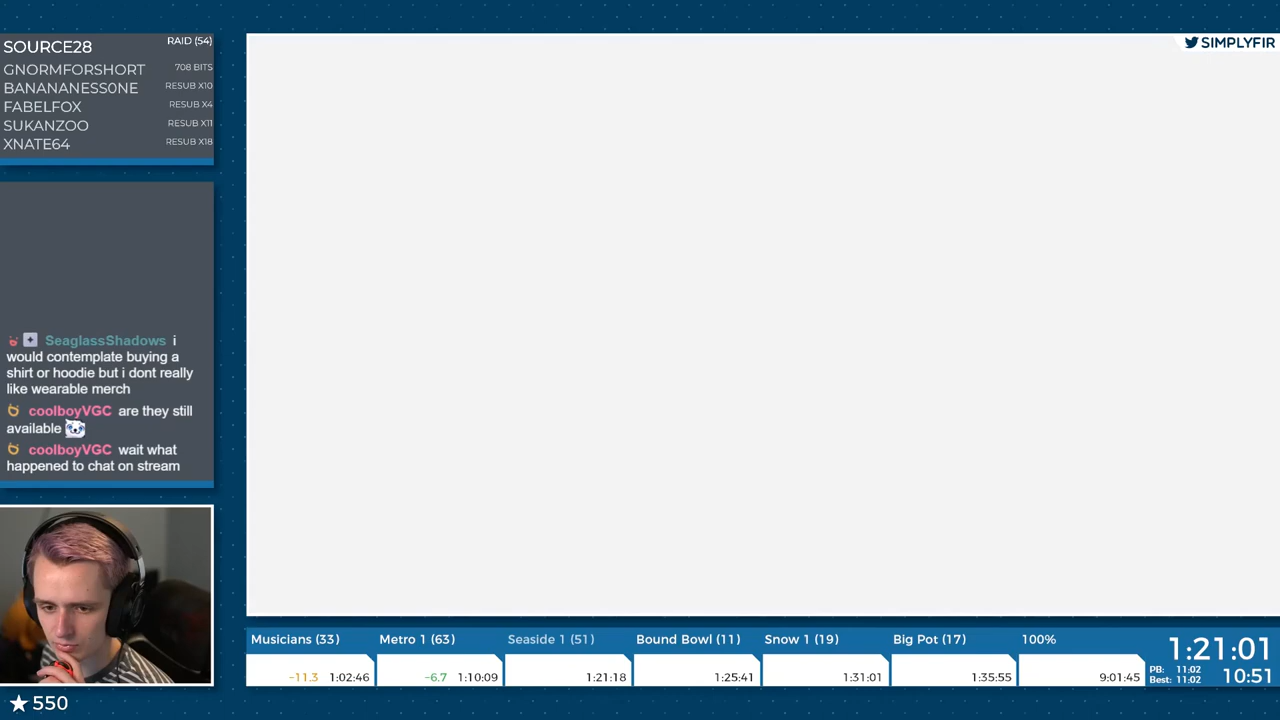 SOURCE28 RAID (54)
GNORMFORSHORT 708 BITS
BANANANESS0NE RESUB X10
FABELFOX RESUB X4
SUKANZOO RESUB X11
XNATE64 RESUB X18
SIMPLYFIR
SeaglassShadows i
would contemplate buying a
shirt or hoodie but i dont really
like wearable merch
coolboyVGC are they still
available
coolboyVGC wait what
happened to chat on stream
550
Musicians (33) Metro 1 (63) Seaside 1 (51) Bound Bowl (11) Snow 1 (19) Big Pot (17) 100%
-11.3 1:02:46 -6.7 1:10:09 1:21:18 1:25:41 1:31:01 1:35:55 9:01:45
1:21:01
PB: 11:02
Best: 11:02
10:51